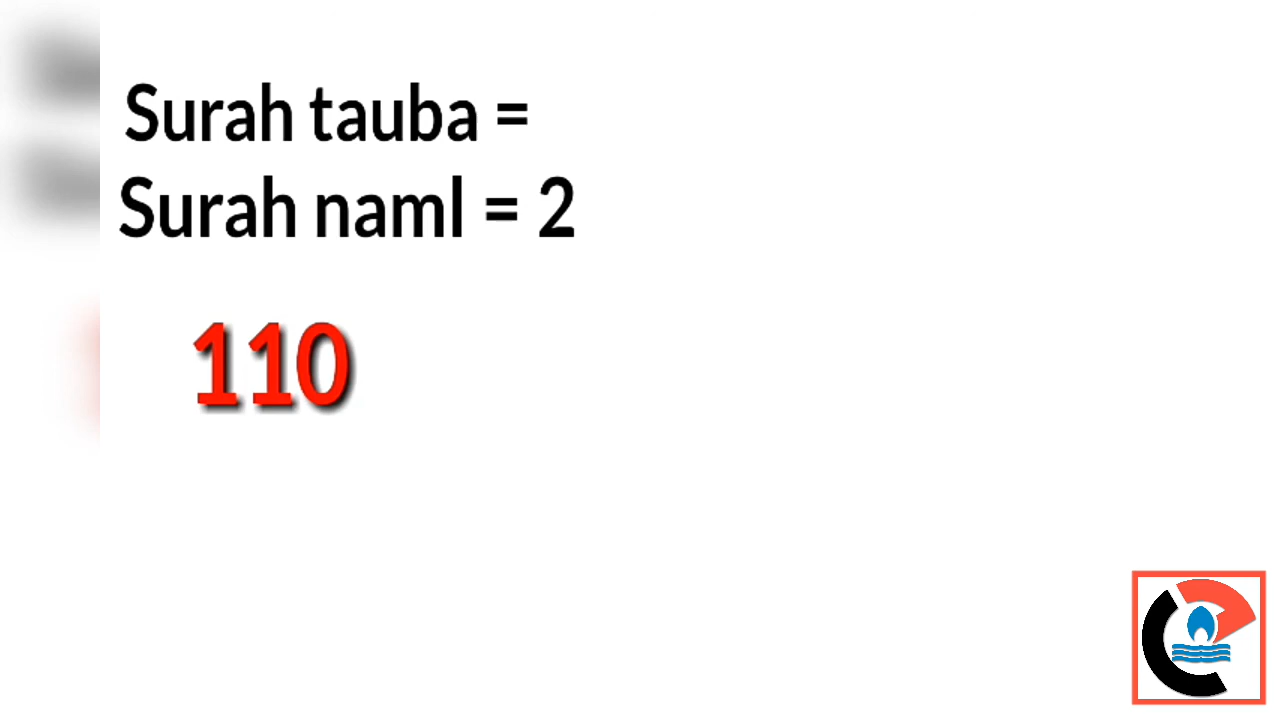 Surah tauba =
Surah naml = 2
110